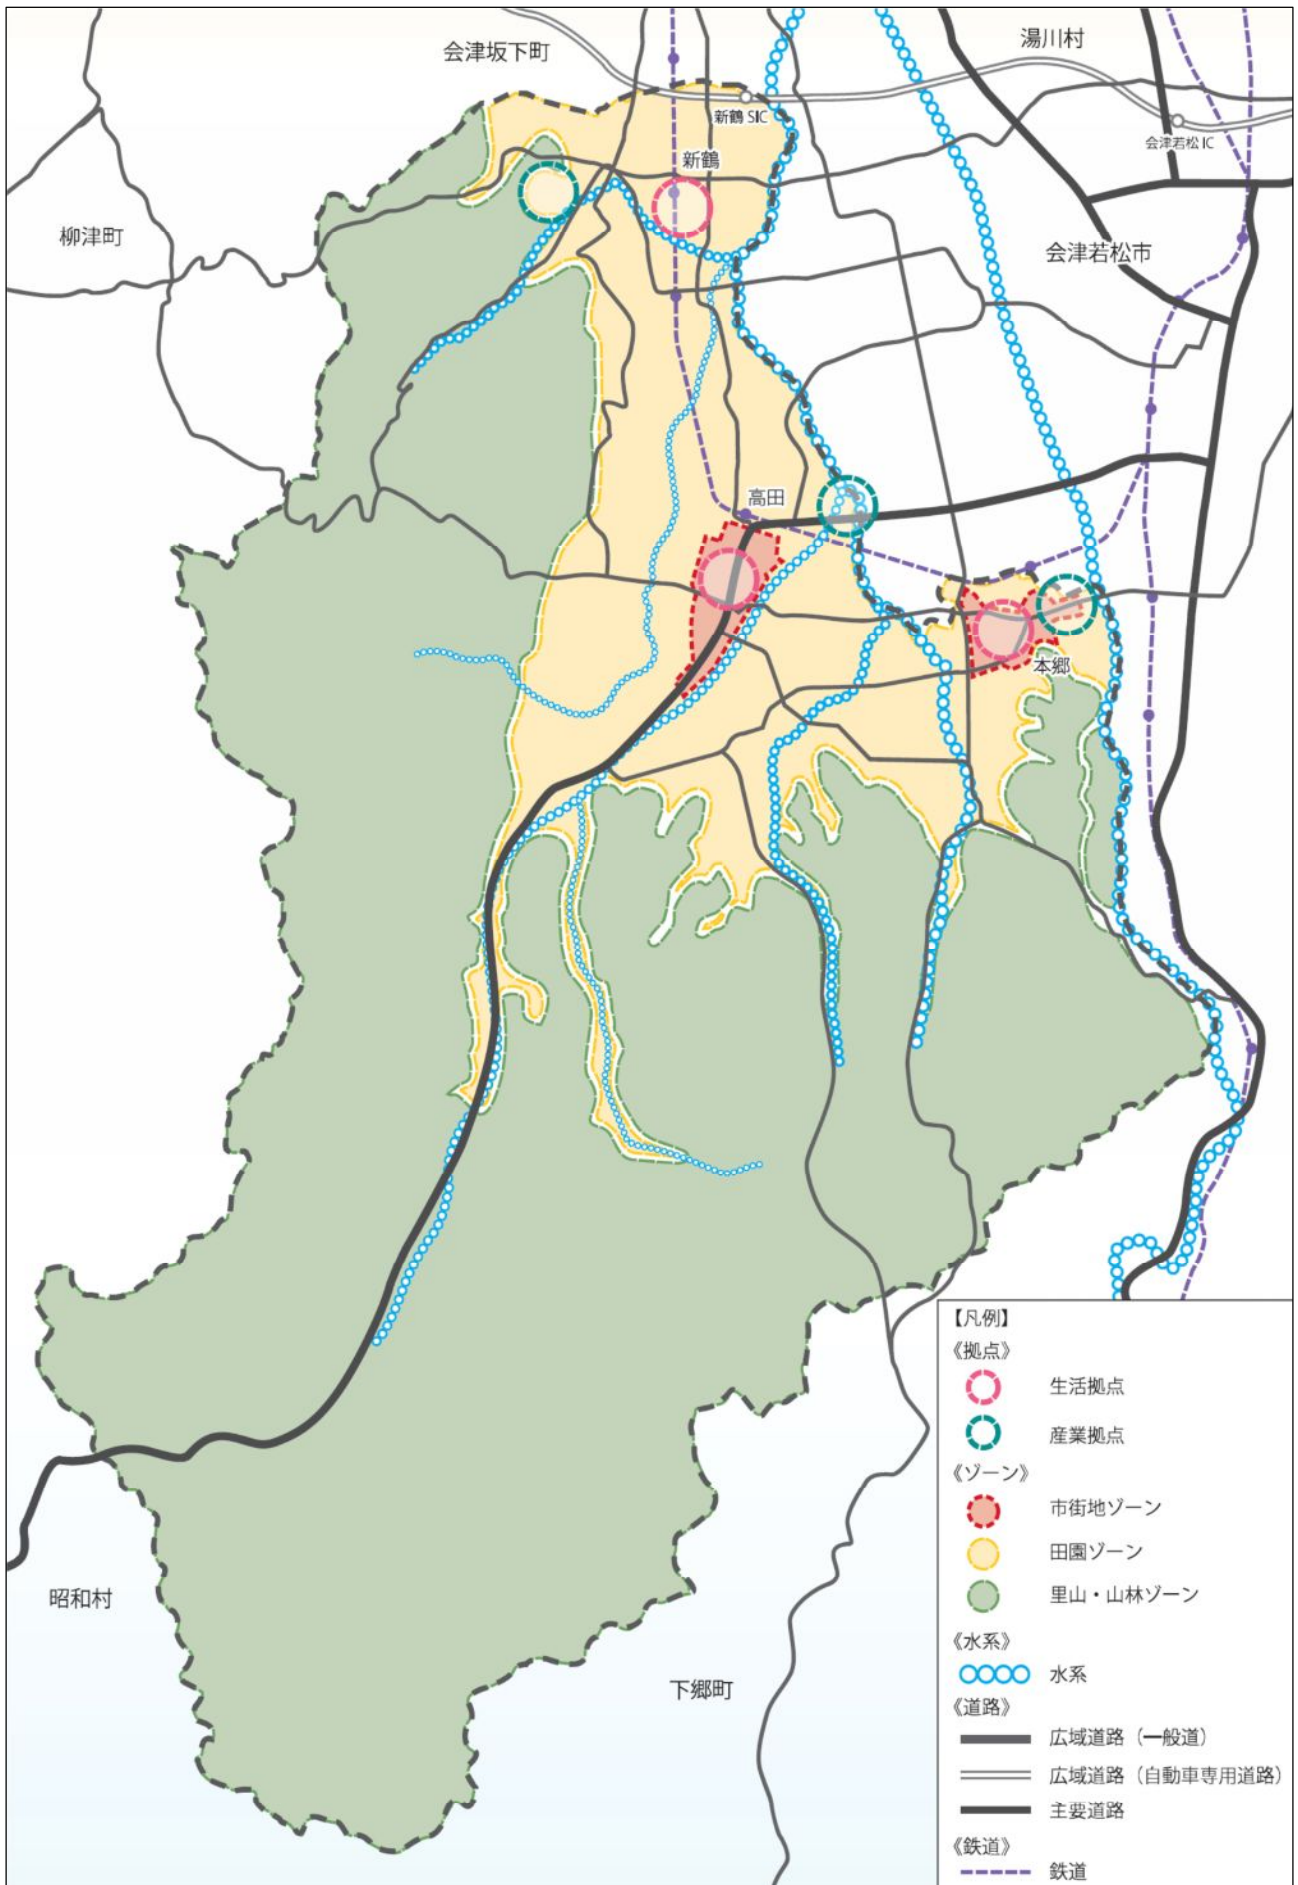 会津坂下町
湯川村
新鶴 SIC
会津若松 IC
新鶴
柳津町
会津若松市
高田
本郷
昭和村
下郷町
【凡例】
《拠点》
生活拠点
産業拠点
《ゾーン》
市街地ゾーン
田園ゾーン
里山・山林ゾーン
《水系》
水系
《道路》
広域道路（一般道）
広域道路（自動車専用道路）
主要道路
《鉄道》
鉄道